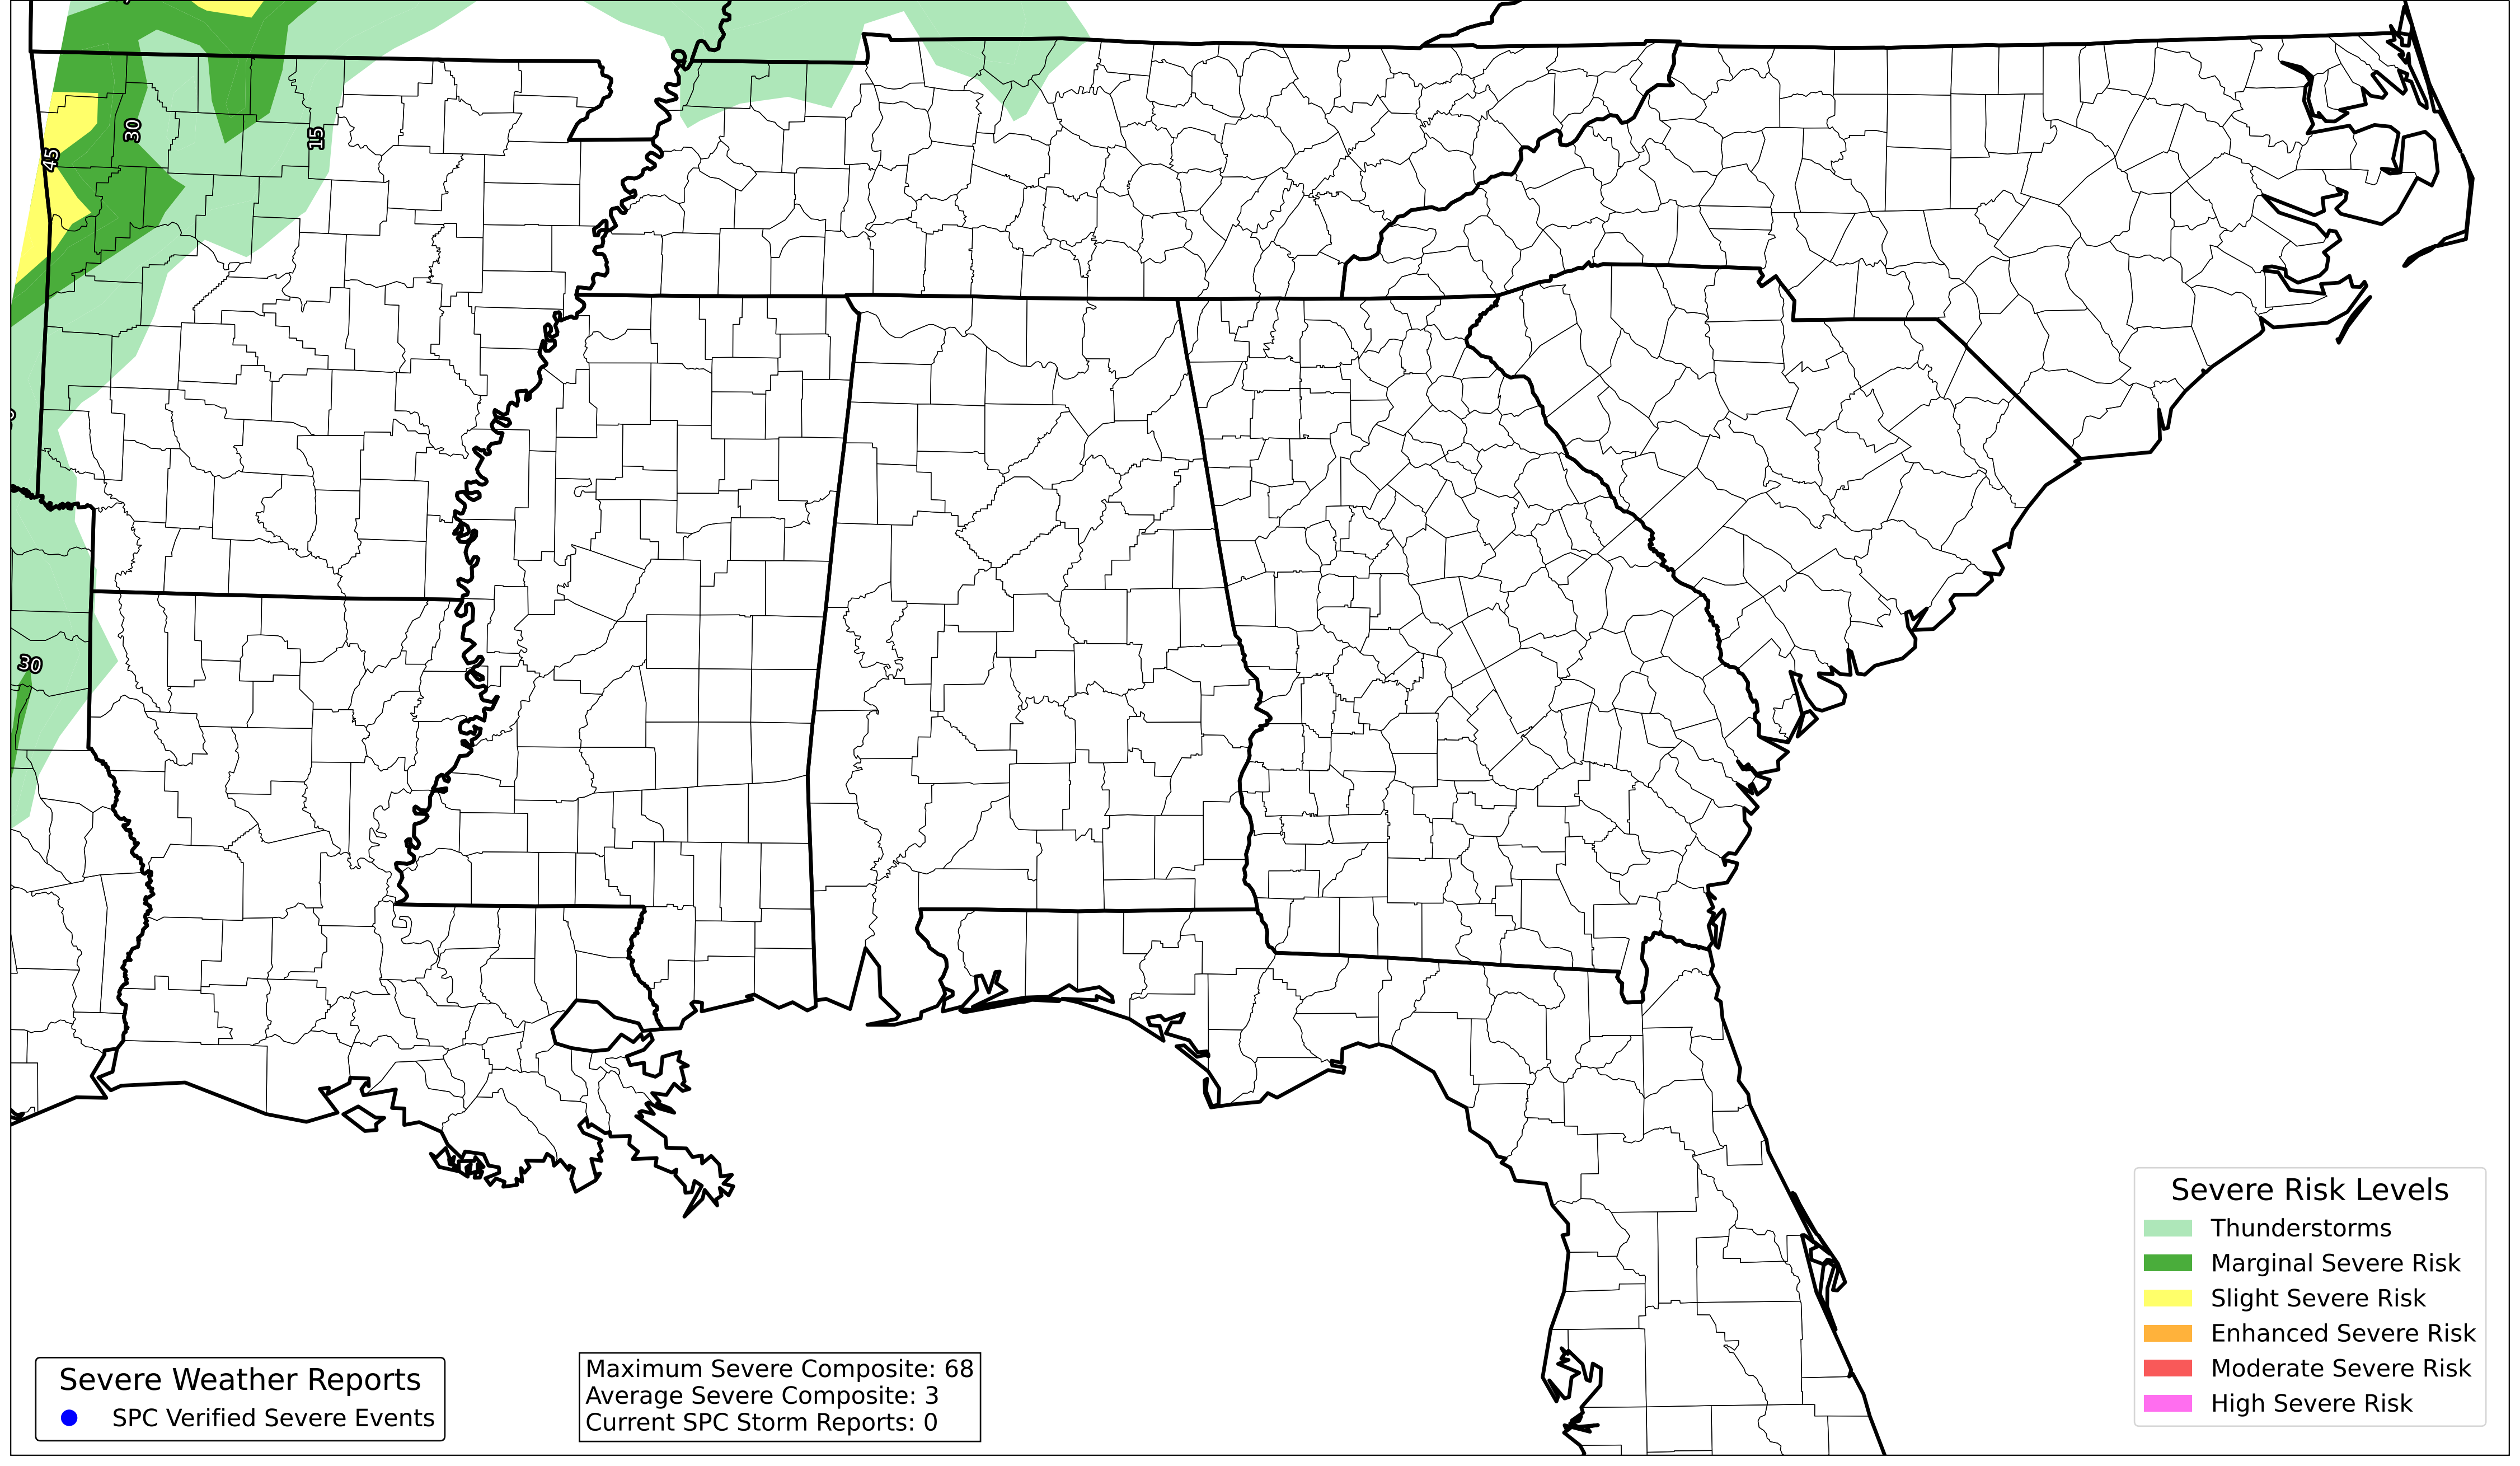 30
15
45
30
Severe Risk Levels
Thunderstorms
Marginal Severe Risk
Slight Severe Risk
Enhanced Severe Risk
Moderate Severe Risk
High Severe Risk
Severe Weather Reports
SPC Verified Severe Events
Maximum Severe Composite: 68
Average Severe Composite: 3
Current SPC Storm Reports: 0